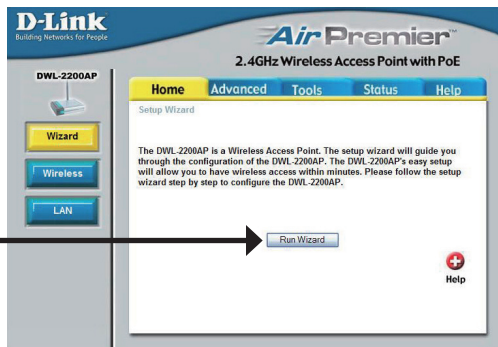 D-Link
Building Networks for People
AirPremier™
2.4GHz Wireless Access Point with PoE
DWL-2200AP
Home Advanced Tools Status Help
Setup Wizard
Wizard
Wireless
LAN
The DWL-2200AP is a Wireless Access Point. The setup wizard will guide you
through the configuration of the DWL-2200AP. The DWL-2200AP's easy setup
will allow you to have wireless access within minutes. Please follow the setup
wizard step by step to configure the DWL-2200AP.
Run Wizard
Help